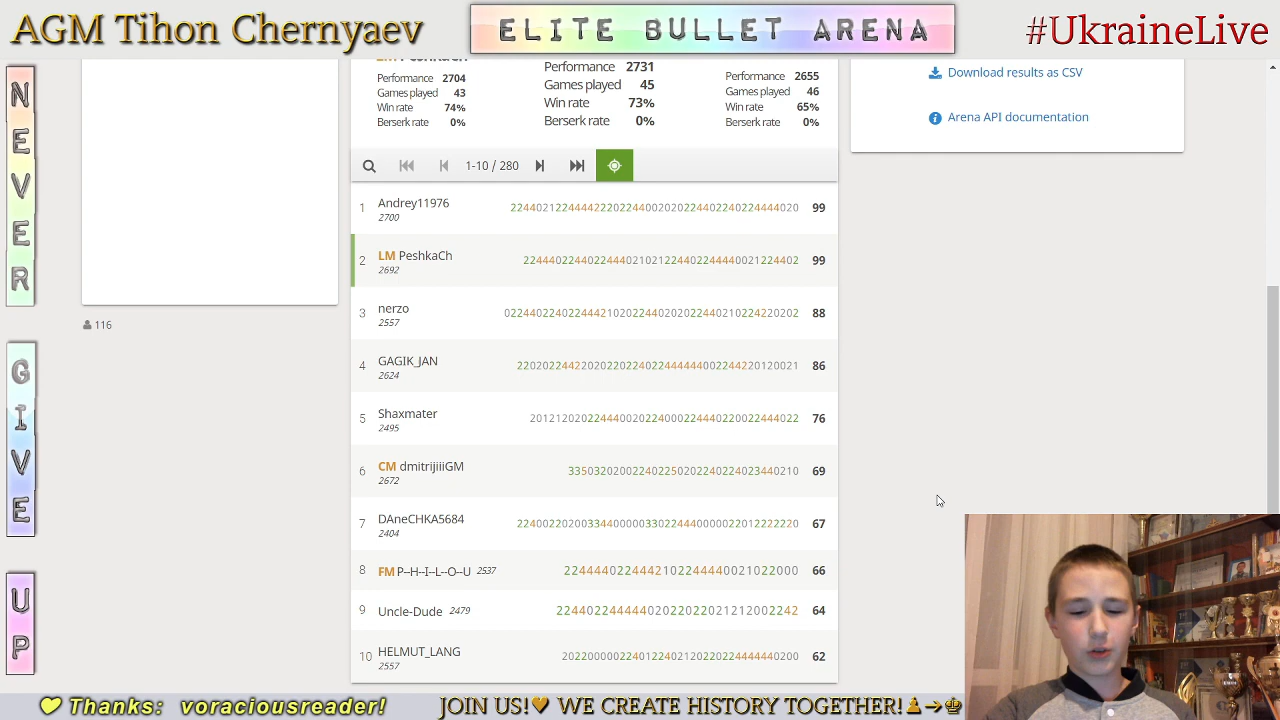 AGM Tihon Chernyaev
ELITE BULLET ARENA
#UkraineLive
NEVER
GIVE
UP
Performance 2704
Games played 43
Win rate 74%
Berserk rate 0%
Performance 2731
Games played 45
Win rate 73%
Berserk rate 0%
Performance 2655
Games played 46
Win rate 65%
Berserk rate 0%
Download results as CSV
Arena API documentation
1-10 / 280
116
1 Andrey11976 224402122444422202244002020224402240224444020 99
2700
2 LM PeshkaCh 224440224402244402102122440224444001221224402 99
2692
3 nerzo 88
2557
4 GAGIK_JAN 86
2624
5 Shaxmater 76
2495
6 CM dmitrijiiiGM 69
2672
7 DAneCHKA5684 67
2404
8 FM P--H--I--L--O--U 2537 66
9 Uncle-Dude 2479 64
10 HELMUT_LANG 62
2557
Thanks: voraciousreader!
JOIN US! WE CREATE HISTORY TOGETHER!